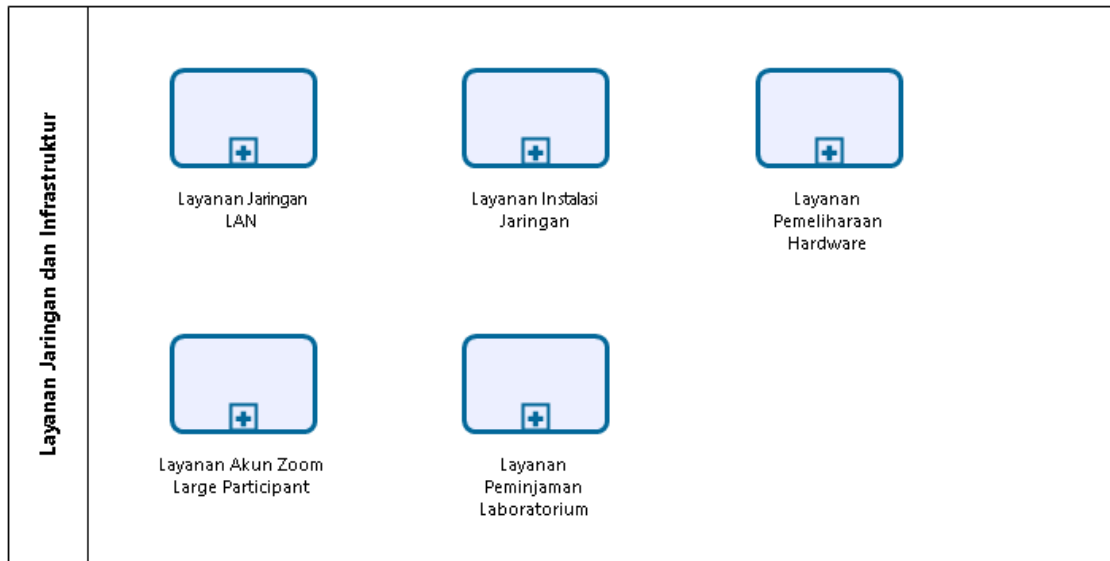 Layanan Jaringan dan Infrastruktur
Layanan Jaringan
LAN
Layanan Instalasi
Jaringan
Layanan
Pemeliharaan
Hardware
Layanan Akun Zoom
Large Participant
Layanan
Peminjaman
Laboratorium